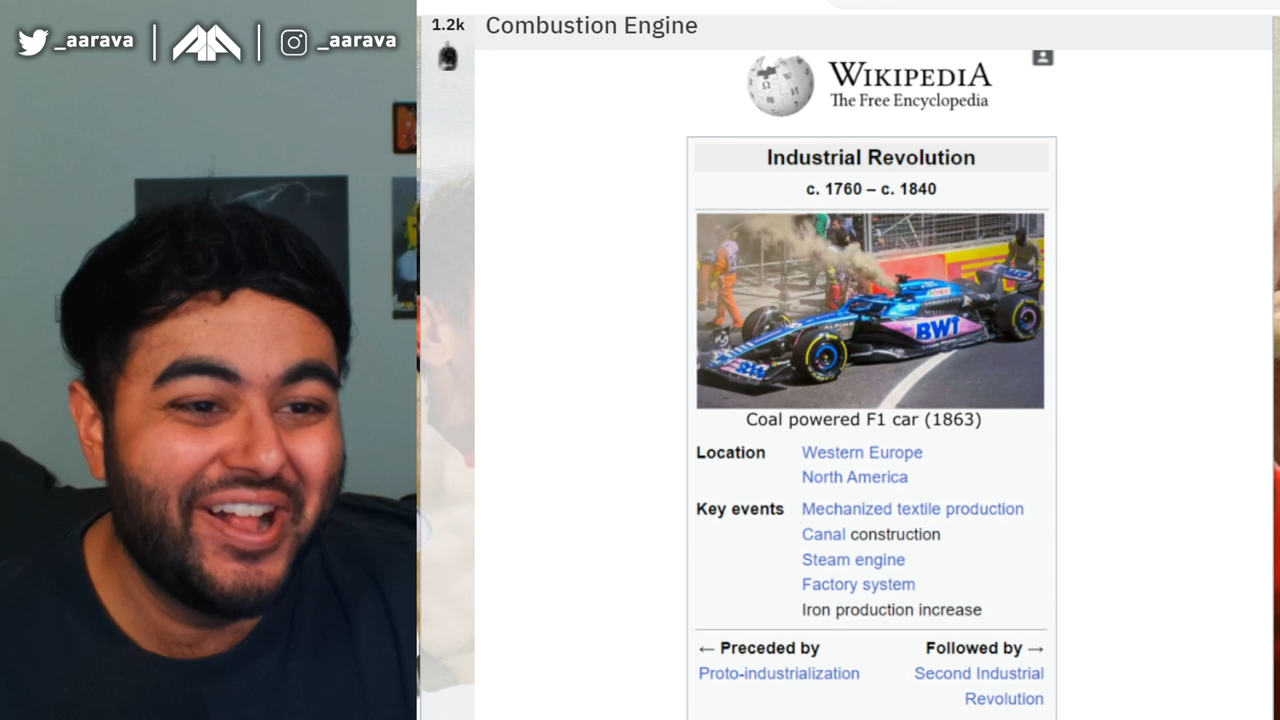 _aarava
_aarava
1.2k
Combustion Engine
WIKIPEDIA
The Free Encyclopedia
Industrial Revolution
c. 1760 – c. 1840
BWT
Coal powered F1 car (1863)
Location
Western Europe
North America
Key events
Mechanized textile production
Canal construction
Steam engine
Factory system
Iron production increase
← Preceded by
Proto-industrialization
Followed by →
Second Industrial
Revolution